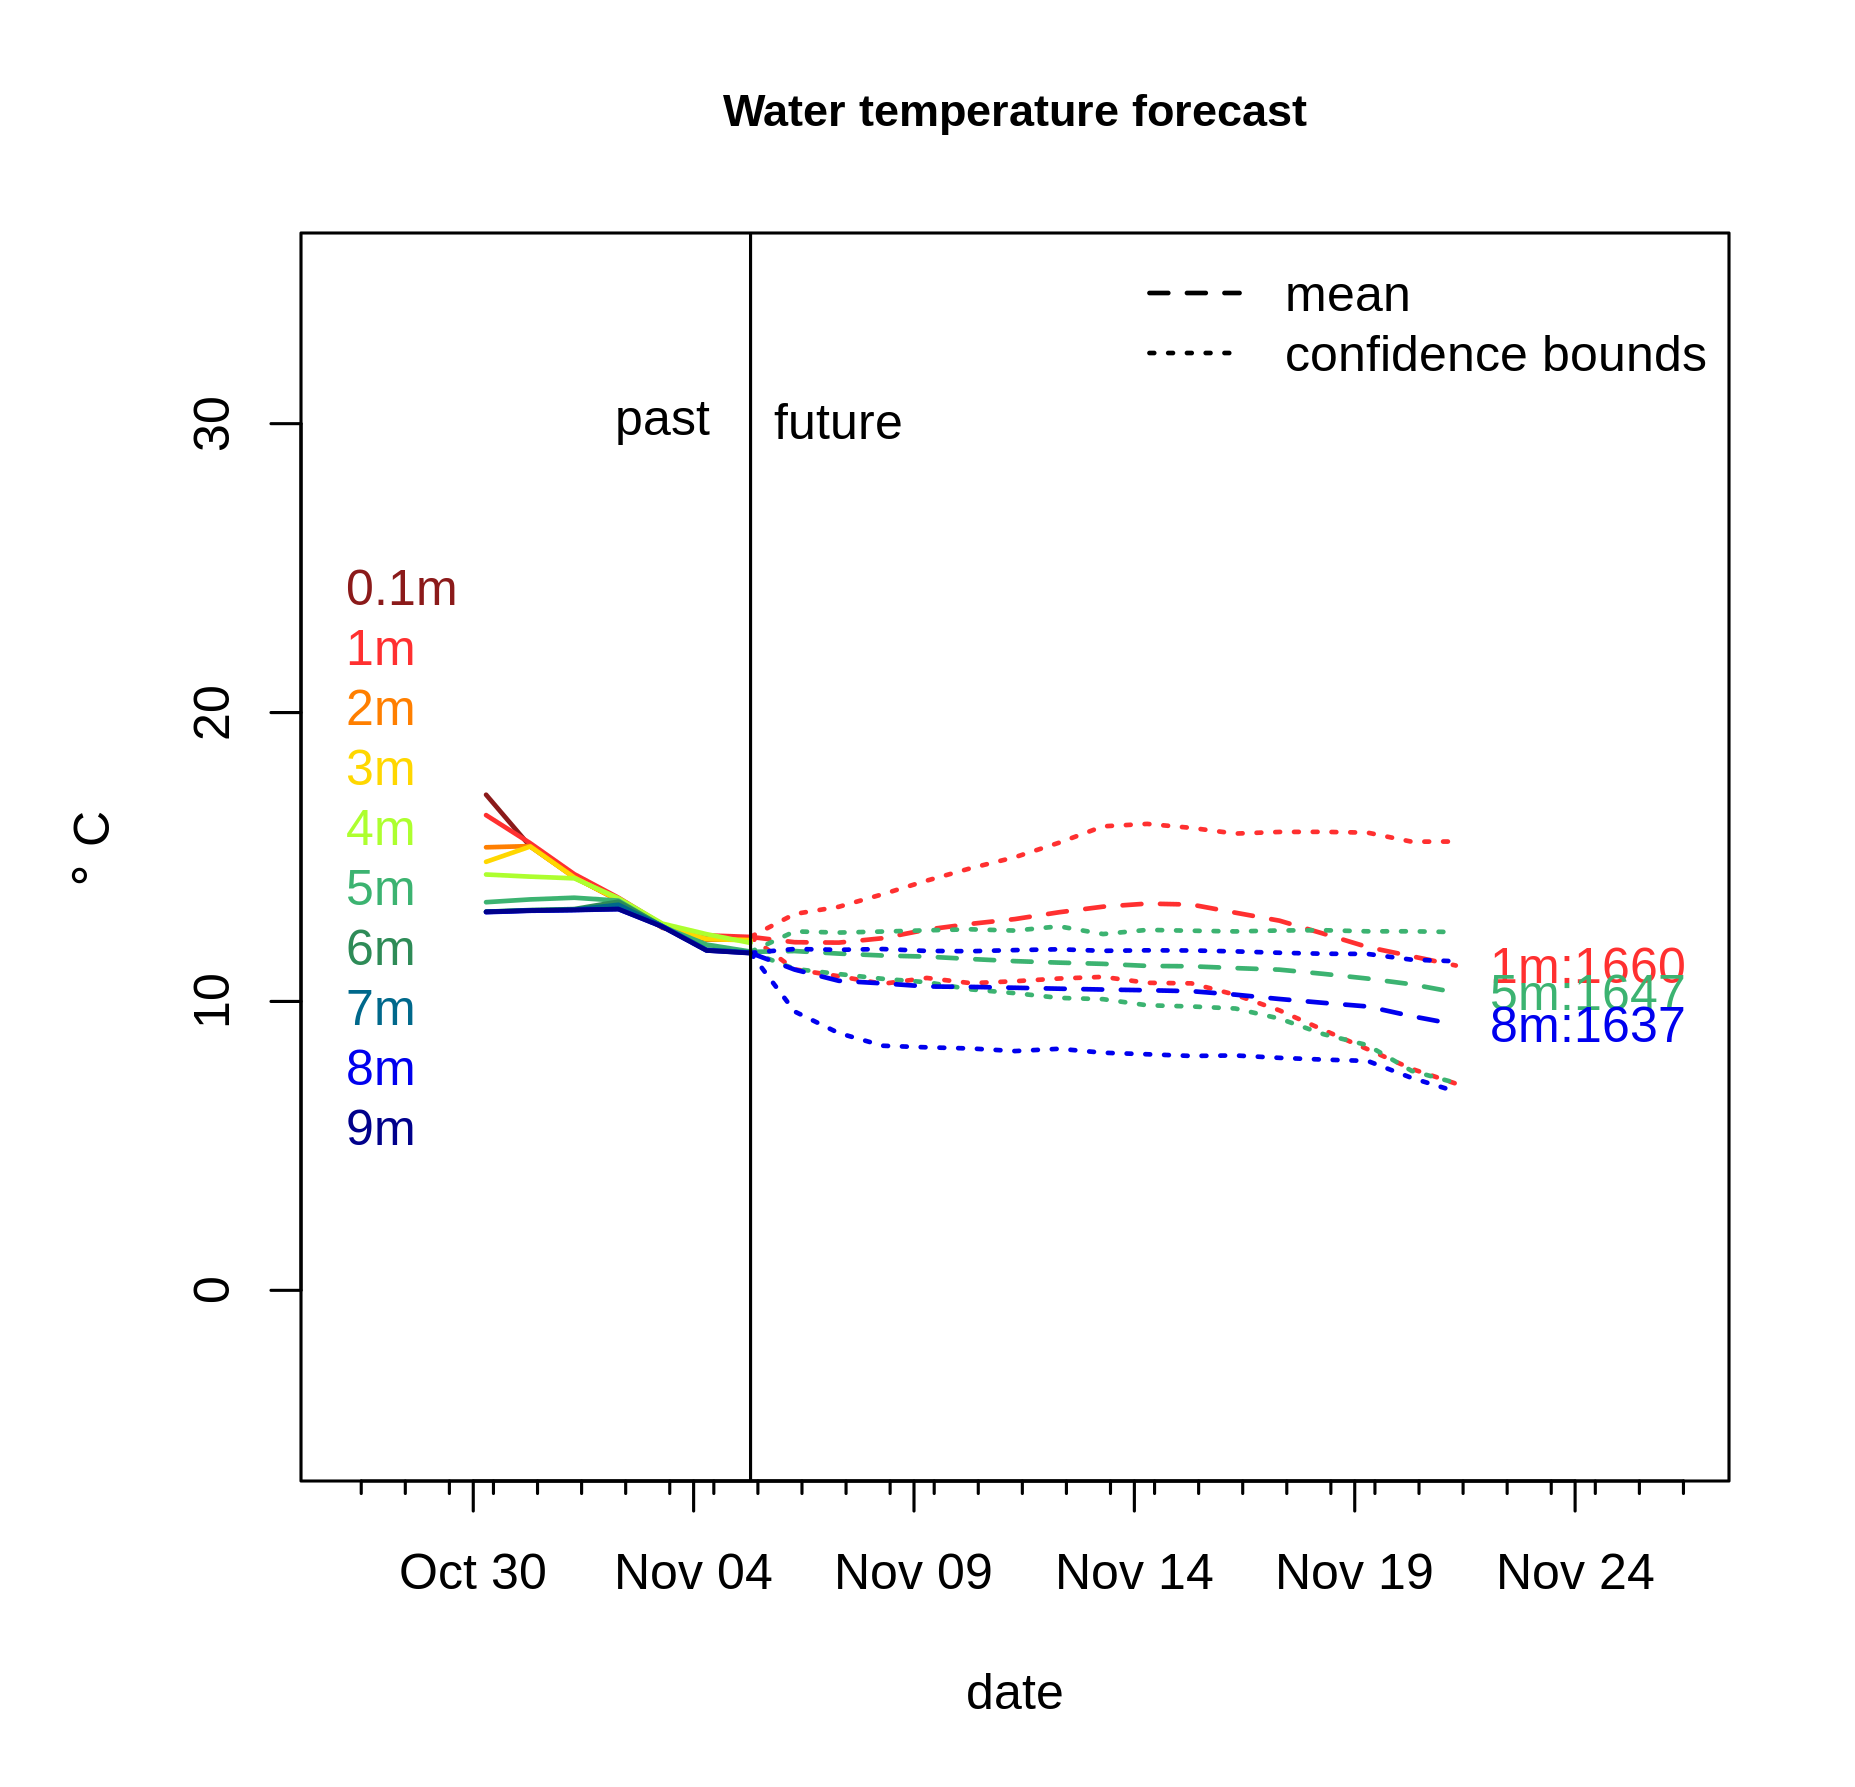 Water temperature forecast
mean
confidence bounds
past
future
30
20
10
0
° C
0.1m
1m
2m
3m
4m
5m
6m
7m
8m
9m
1m:1660
5m:1647
8m:1637
Oct 30 Nov 04 Nov 09 Nov 14 Nov 19 Nov 24
date